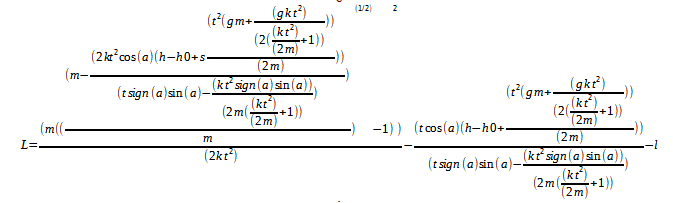 L=(m(((m-(2kt²cos(a)(h-h0+s(t²(gm+(gkt²)/(2((kt²)/(2m)+1))))/(2m)))/(t sign(a)sin(a)-(kt² sign(a)sin(a))/(2m((kt²)/(2m)+1))))/m)^(1/2)-1)^2)/(2kt²)-(t cos(a)(h-h0+(t²(gm+(gkt²)/(2((kt²)/(2m)+1))))/(2m)))/(t sign(a)sin(a)-(kt² sign(a)sin(a))/(2m((kt²)/(2m)+1)))-l